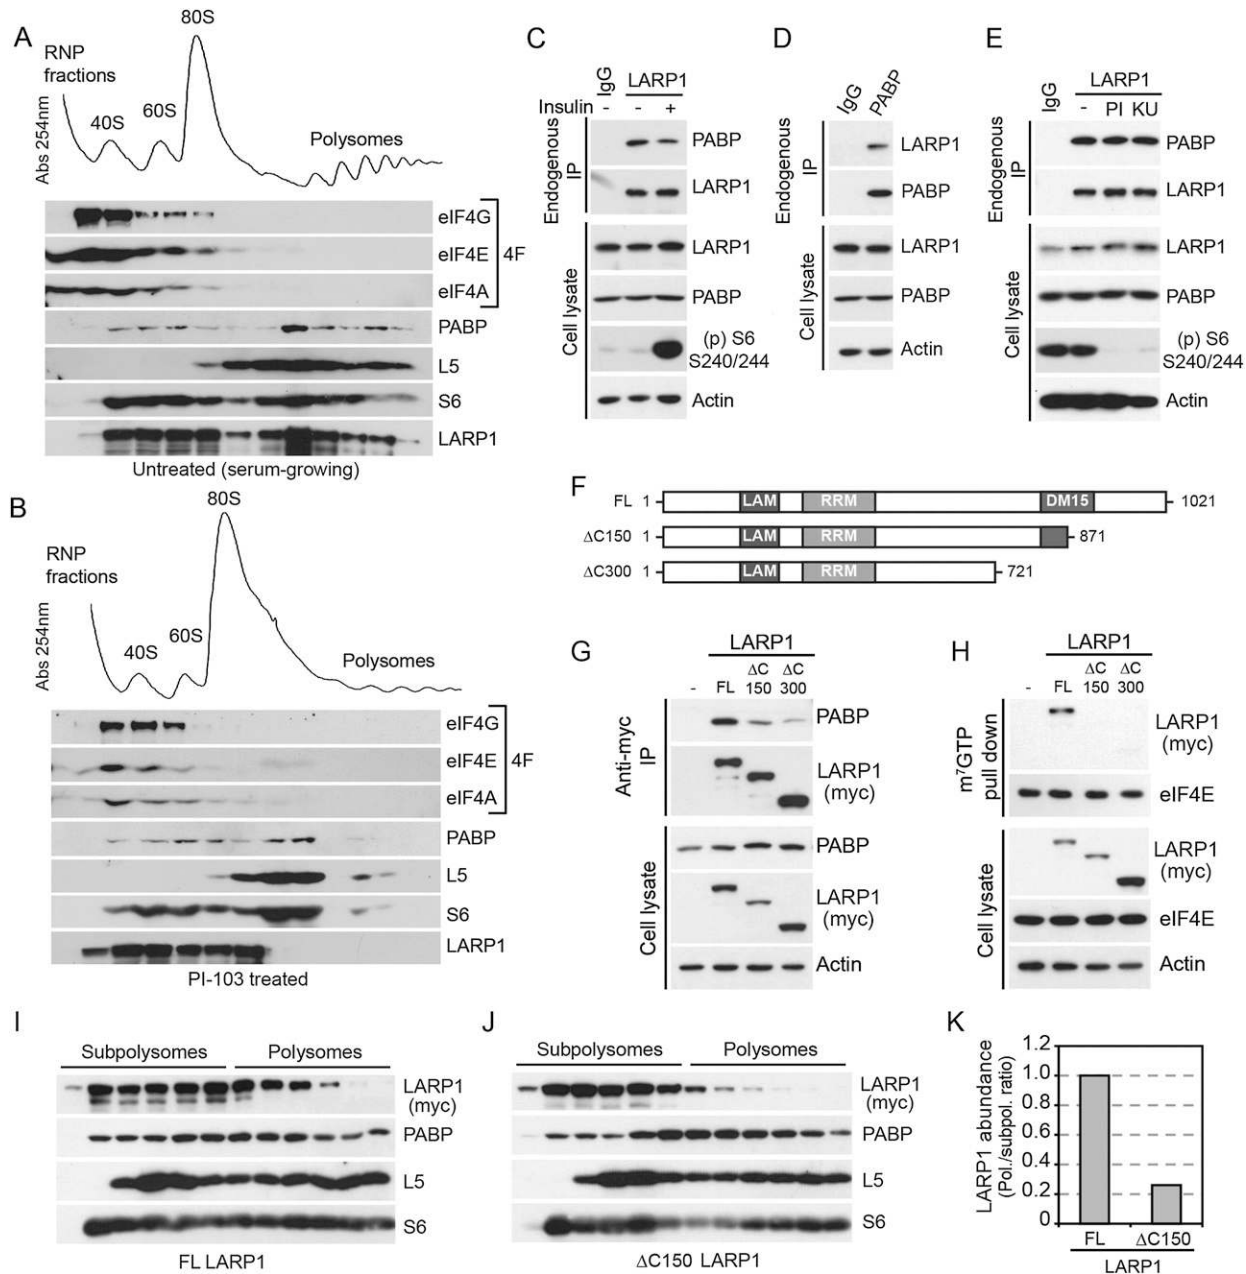 A
RNP
fractions
80S
40S
60S
Polysomes
Abs 254nm
eIF4G
eIF4E
4F
eIF4A
PABP
L5
S6
LARP1
Untreated (serum-growing)
B
RNP
fractions
80S
40S
60S
Polysomes
Abs 254nm
eIF4G
eIF4E
4F
eIF4A
PABP
L5
S6
LARP1
PI-103 treated
C
IgG
LARP1
Insulin - - +
Endogenous
IP
PABP
LARP1
Cell lysate
LARP1
PABP
(p) S6
S240/244
Actin
D
IgG
PABP
Endogenous
IP
LARP1
PABP
Cell lysate
LARP1
PABP
Actin
E
IgG
LARP1
- PI KU
Endogenous
IP
PABP
LARP1
Cell lysate
LARP1
PABP
(p) S6
S240/244
Actin
F
FL 1 LAM RRM DM15 1021
ΔC150 1 LAM RRM 871
ΔC300 1 LAM RRM 721
G
LARP1
- FL ΔC ΔC
150 300
Anti-myc
IP
PABP
LARP1
(myc)
Cell lysate
PABP
LARP1
(myc)
Actin
H
LARP1
- FL ΔC ΔC
150 300
m⁷GTP
pull down
LARP1
(myc)
eIF4E
Cell lysate
LARP1
(myc)
eIF4E
Actin
I
Subpolysomes Polysomes
LARP1
(myc)
PABP
L5
S6
FL LARP1
J
Subpolysomes Polysomes
LARP1
(myc)
PABP
L5
S6
ΔC150 LARP1
K
LARP1 abundance
(Pol./subpol. ratio)
1.2
1.0
0.8
0.6
0.4
0.2
0
FL ΔC150
LARP1